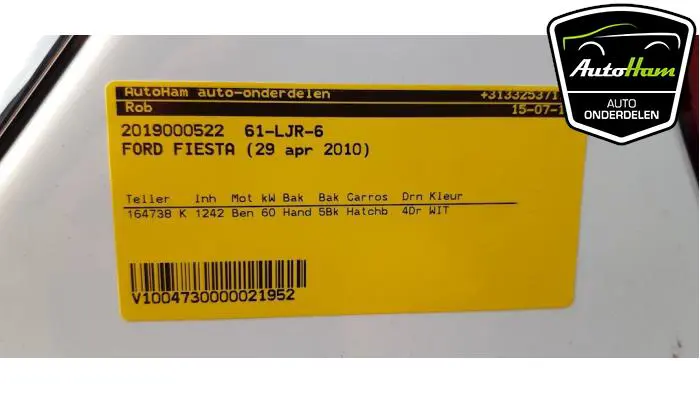 AutoHam
AUTO
ONDERDELEN
AutoHam auto-onderdelen
Rob
2019000522 61-LJR-6
FORD FIESTA (29 apr 2010)
Teller Inh Mot kW Bak Bak Carros Drn Kleur
164738 K 1242 Ben 60 Hand 5Bk Hatchb 4Dr WIT
V1004730000021952